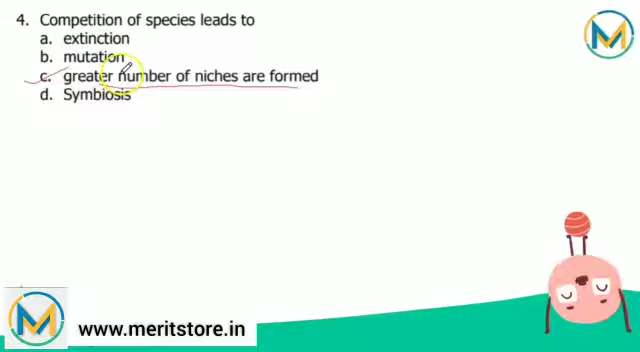 4. Competition of species leads to
a. extinction
b. mutation
c. greater number of niches are formed
d. Symbiosis
www.meritstore.in